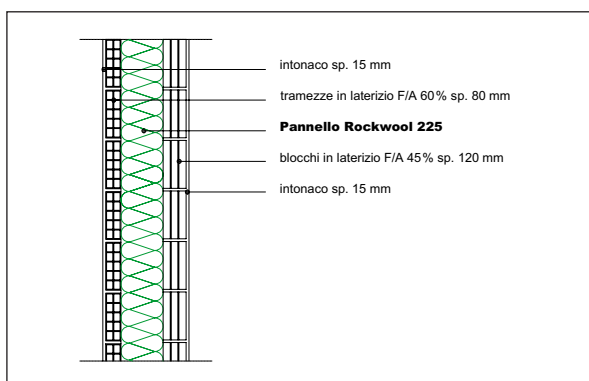 intonaco sp. 15 mm
tramezze in laterizio F/A 60% sp. 80 mm
Pannello Rockwool 225
blocchi in laterizio F/A 45% sp. 120 mm
intonaco sp. 15 mm